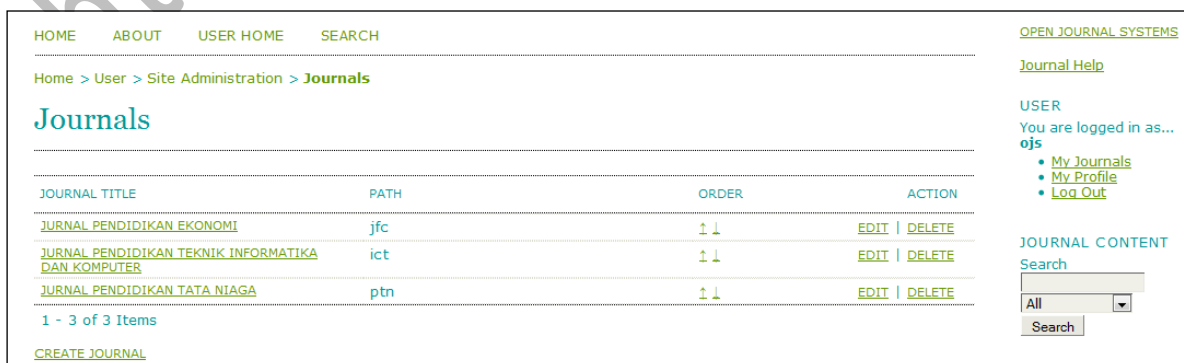 HOME ABOUT USER HOME SEARCH
Home > User > Site Administration > Journals
Journals
JOURNAL TITLE PATH ORDER ACTION
JURNAL PENDIDIKAN EKONOMI jfc ↑ ↓ EDIT | DELETE
JURNAL PENDIDIKAN TEKNIK INFORMATIKA ict ↑ ↓ EDIT | DELETE
DAN KOMPUTER
JURNAL PENDIDIKAN TATA NIAGA ptn ↑ ↓ EDIT | DELETE
1 - 3 of 3 Items
CREATE JOURNAL
OPEN JOURNAL SYSTEMS
Journal Help
USER
You are logged in as...
ojs
• My Journals
• My Profile
• Log Out
JOURNAL CONTENT
Search
All
Search